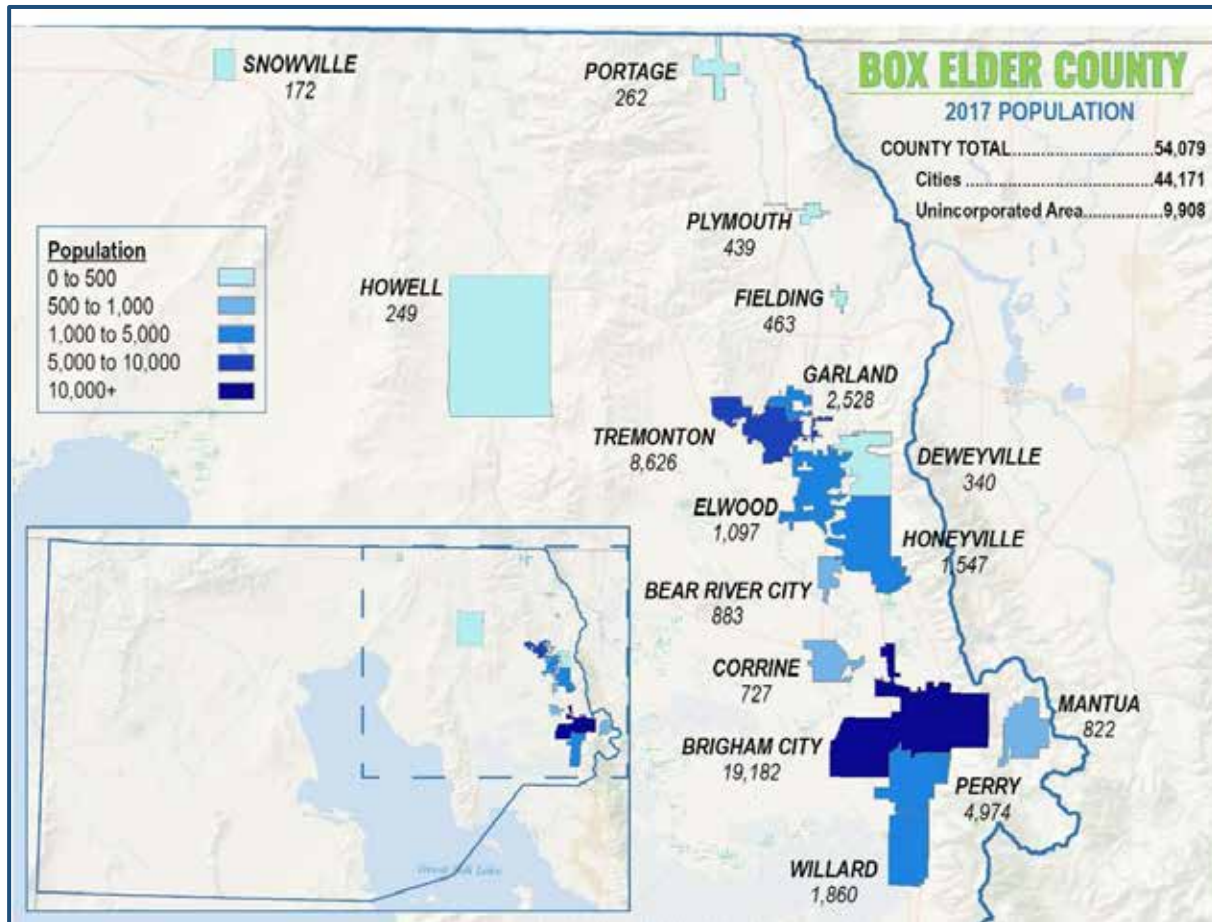 BOX ELDER COUNTY
2017 POPULATION
COUNTY TOTAL..............................54,079
Cities ........................................44,171
Unincorporated Area.................9,908
SNOWVILLE
172
PORTAGE
262
PLYMOUTH
439
Population
0 to 500
500 to 1,000
1,000 to 5,000
5,000 to 10,000
10,000+
HOWELL
249
FIELDING
463
GARLAND
2,528
TREMONTON
8,626
DEWEYVILLE
340
ELWOOD
1,097
HONEYVILLE
1,547
BEAR RIVER CITY
883
CORRINE
727
MANTUA
822
BRIGHAM CITY
19,182
PERRY
4,974
WILLARD
1,860
Great Salt Lake